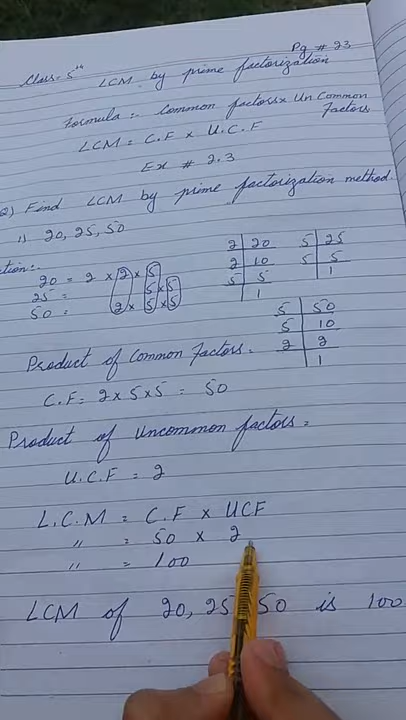 Pg # 23
Class = 5th LCM by prime factorization
Formula :- Common factors x Un Common Factors
LCM = C.F x U.C.F
Ex # 2.3
Q) Find LCM by prime factorization method.
i) 20, 25, 50
20 = 2 x 2 x 5
25 = 5 x 5
50 = 2 x 5 x 5
2 20
2 10
5 5
1
5 25
5 5
1
5 50
5 10
2 2
1
Product of Common Factors =
C.F = 2 x 5 x 5 = 50
Product of Uncommon factors =
U.C.F = 2
L.C.M = C.F x UCF
" = 50 x 2
" = 100
LCM of 20, 25 50 is 100